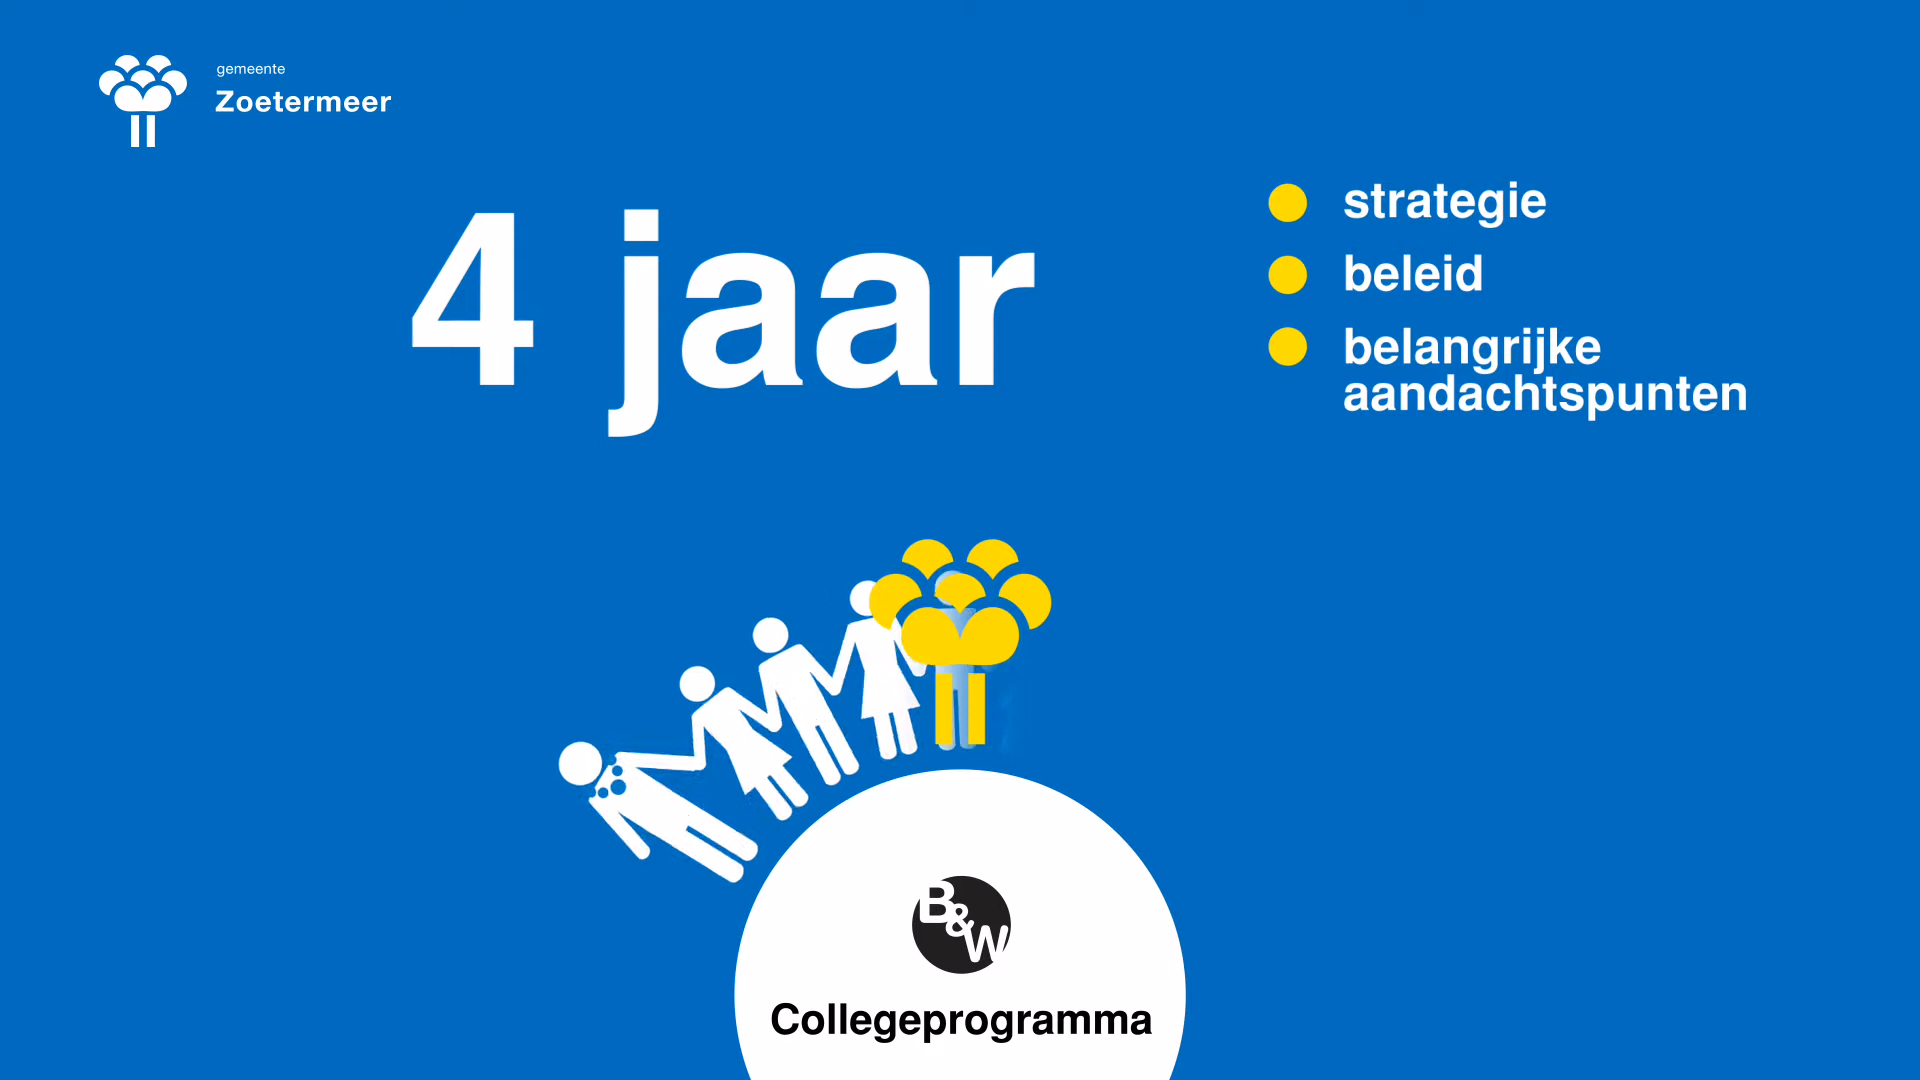 gemeente
Zoetermeer
4 jaar
strategie
beleid
belangrijke
aandachtspunten
B&W
Collegeprogramma